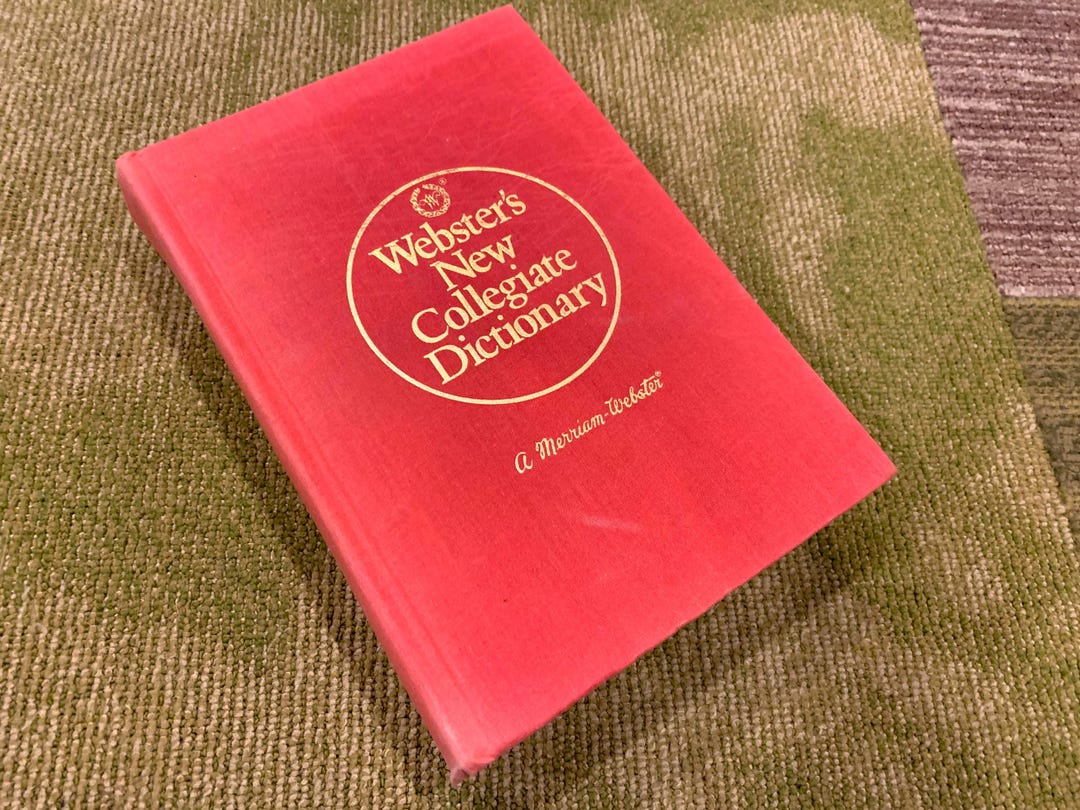 Webster's
New
Collegiate
Dictionary
A Merriam-Webster®